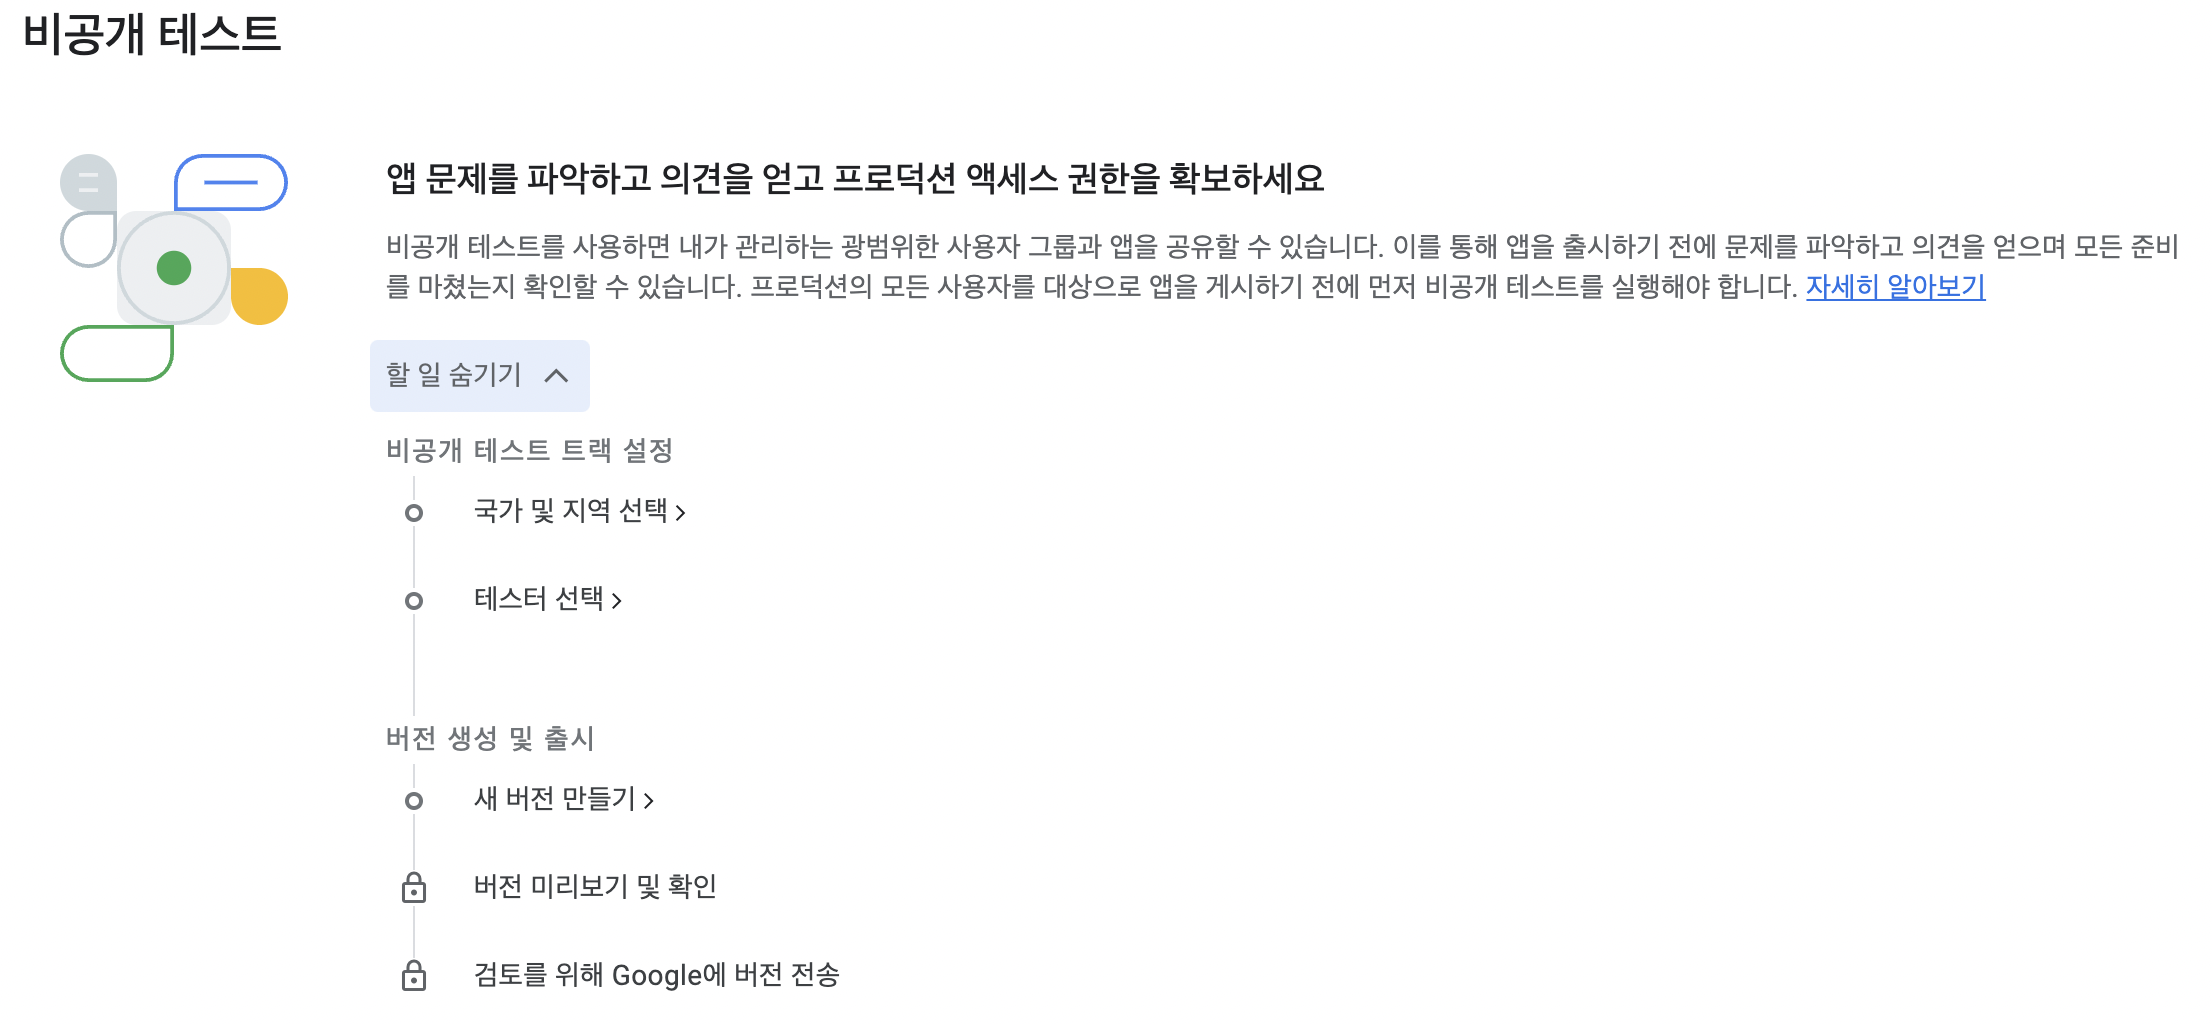 비공개 테스트
앱 문제를 파악하고 의견을 얻고 프로덕션 액세스 권한을 확보하세요
비공개 테스트를 사용하면 내가 관리하는 광범위한 사용자 그룹과 앱을 공유할 수 있습니다. 이를 통해 앱을 출시하기 전에 문제를 파악하고 의견을 얻으며 모든 준비
를 마쳤는지 확인할 수 있습니다. 프로덕션의 모든 사용자를 대상으로 앱을 게시하기 전에 먼저 비공개 테스트를 실행해야 합니다. 자세히 알아보기
할 일 숨기기
비공개 테스트 트랙 설정
국가 및 지역 선택
테스터 선택
버전 생성 및 출시
새 버전 만들기
버전 미리보기 및 확인
검토를 위해 Google에 버전 전송